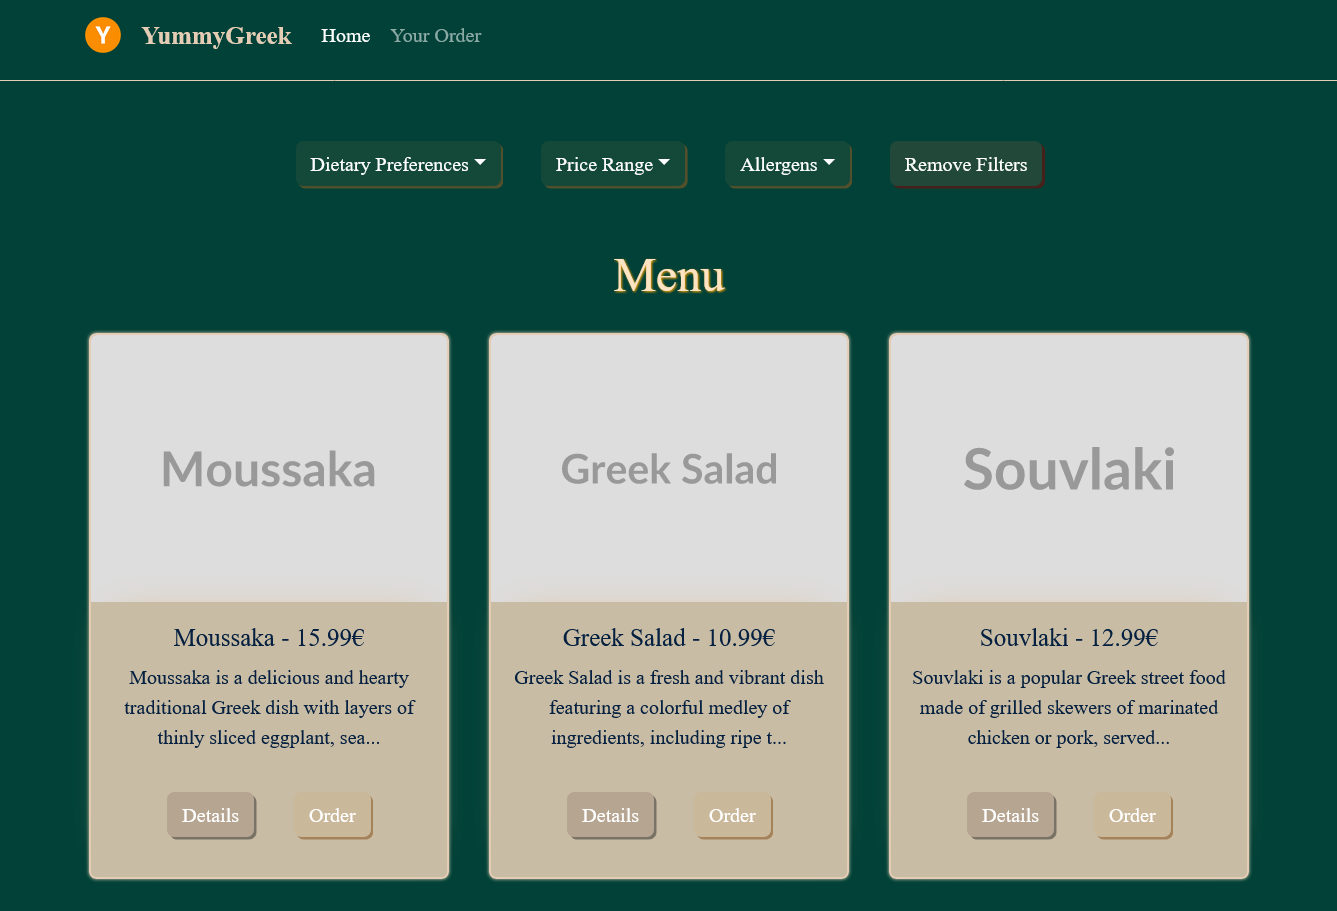 Y YummyGreek Home Your Order
Dietary Preferences Price Range Allergens Remove Filters
Menu
Moussaka
Greek Salad
Souvlaki
Moussaka - 15.99€
Moussaka is a delicious and hearty
traditional Greek dish with layers of
thinly sliced eggplant, sea...
Details Order
Greek Salad - 10.99€
Greek Salad is a fresh and vibrant dish
featuring a colorful medley of
ingredients, including ripe t...
Details Order
Souvlaki - 12.99€
Souvlaki is a popular Greek street food
made of grilled skewers of marinated
chicken or pork, served...
Details Order